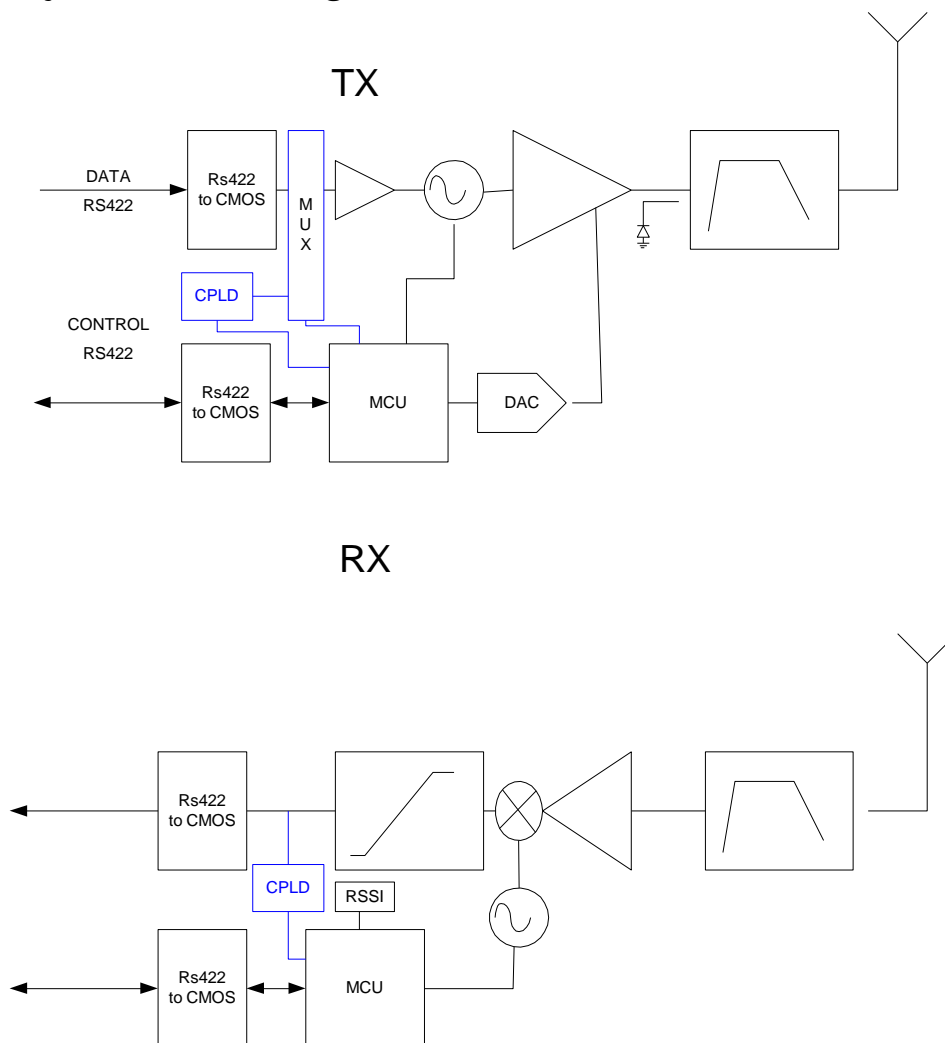 TX
DATA
RS422
Rs422
to CMOS
M
U
X
CPLD
CONTROL
RS422
Rs422
to CMOS
MCU
DAC
RX
Rs422
to CMOS
CPLD
RSSI
Rs422
to CMOS
MCU